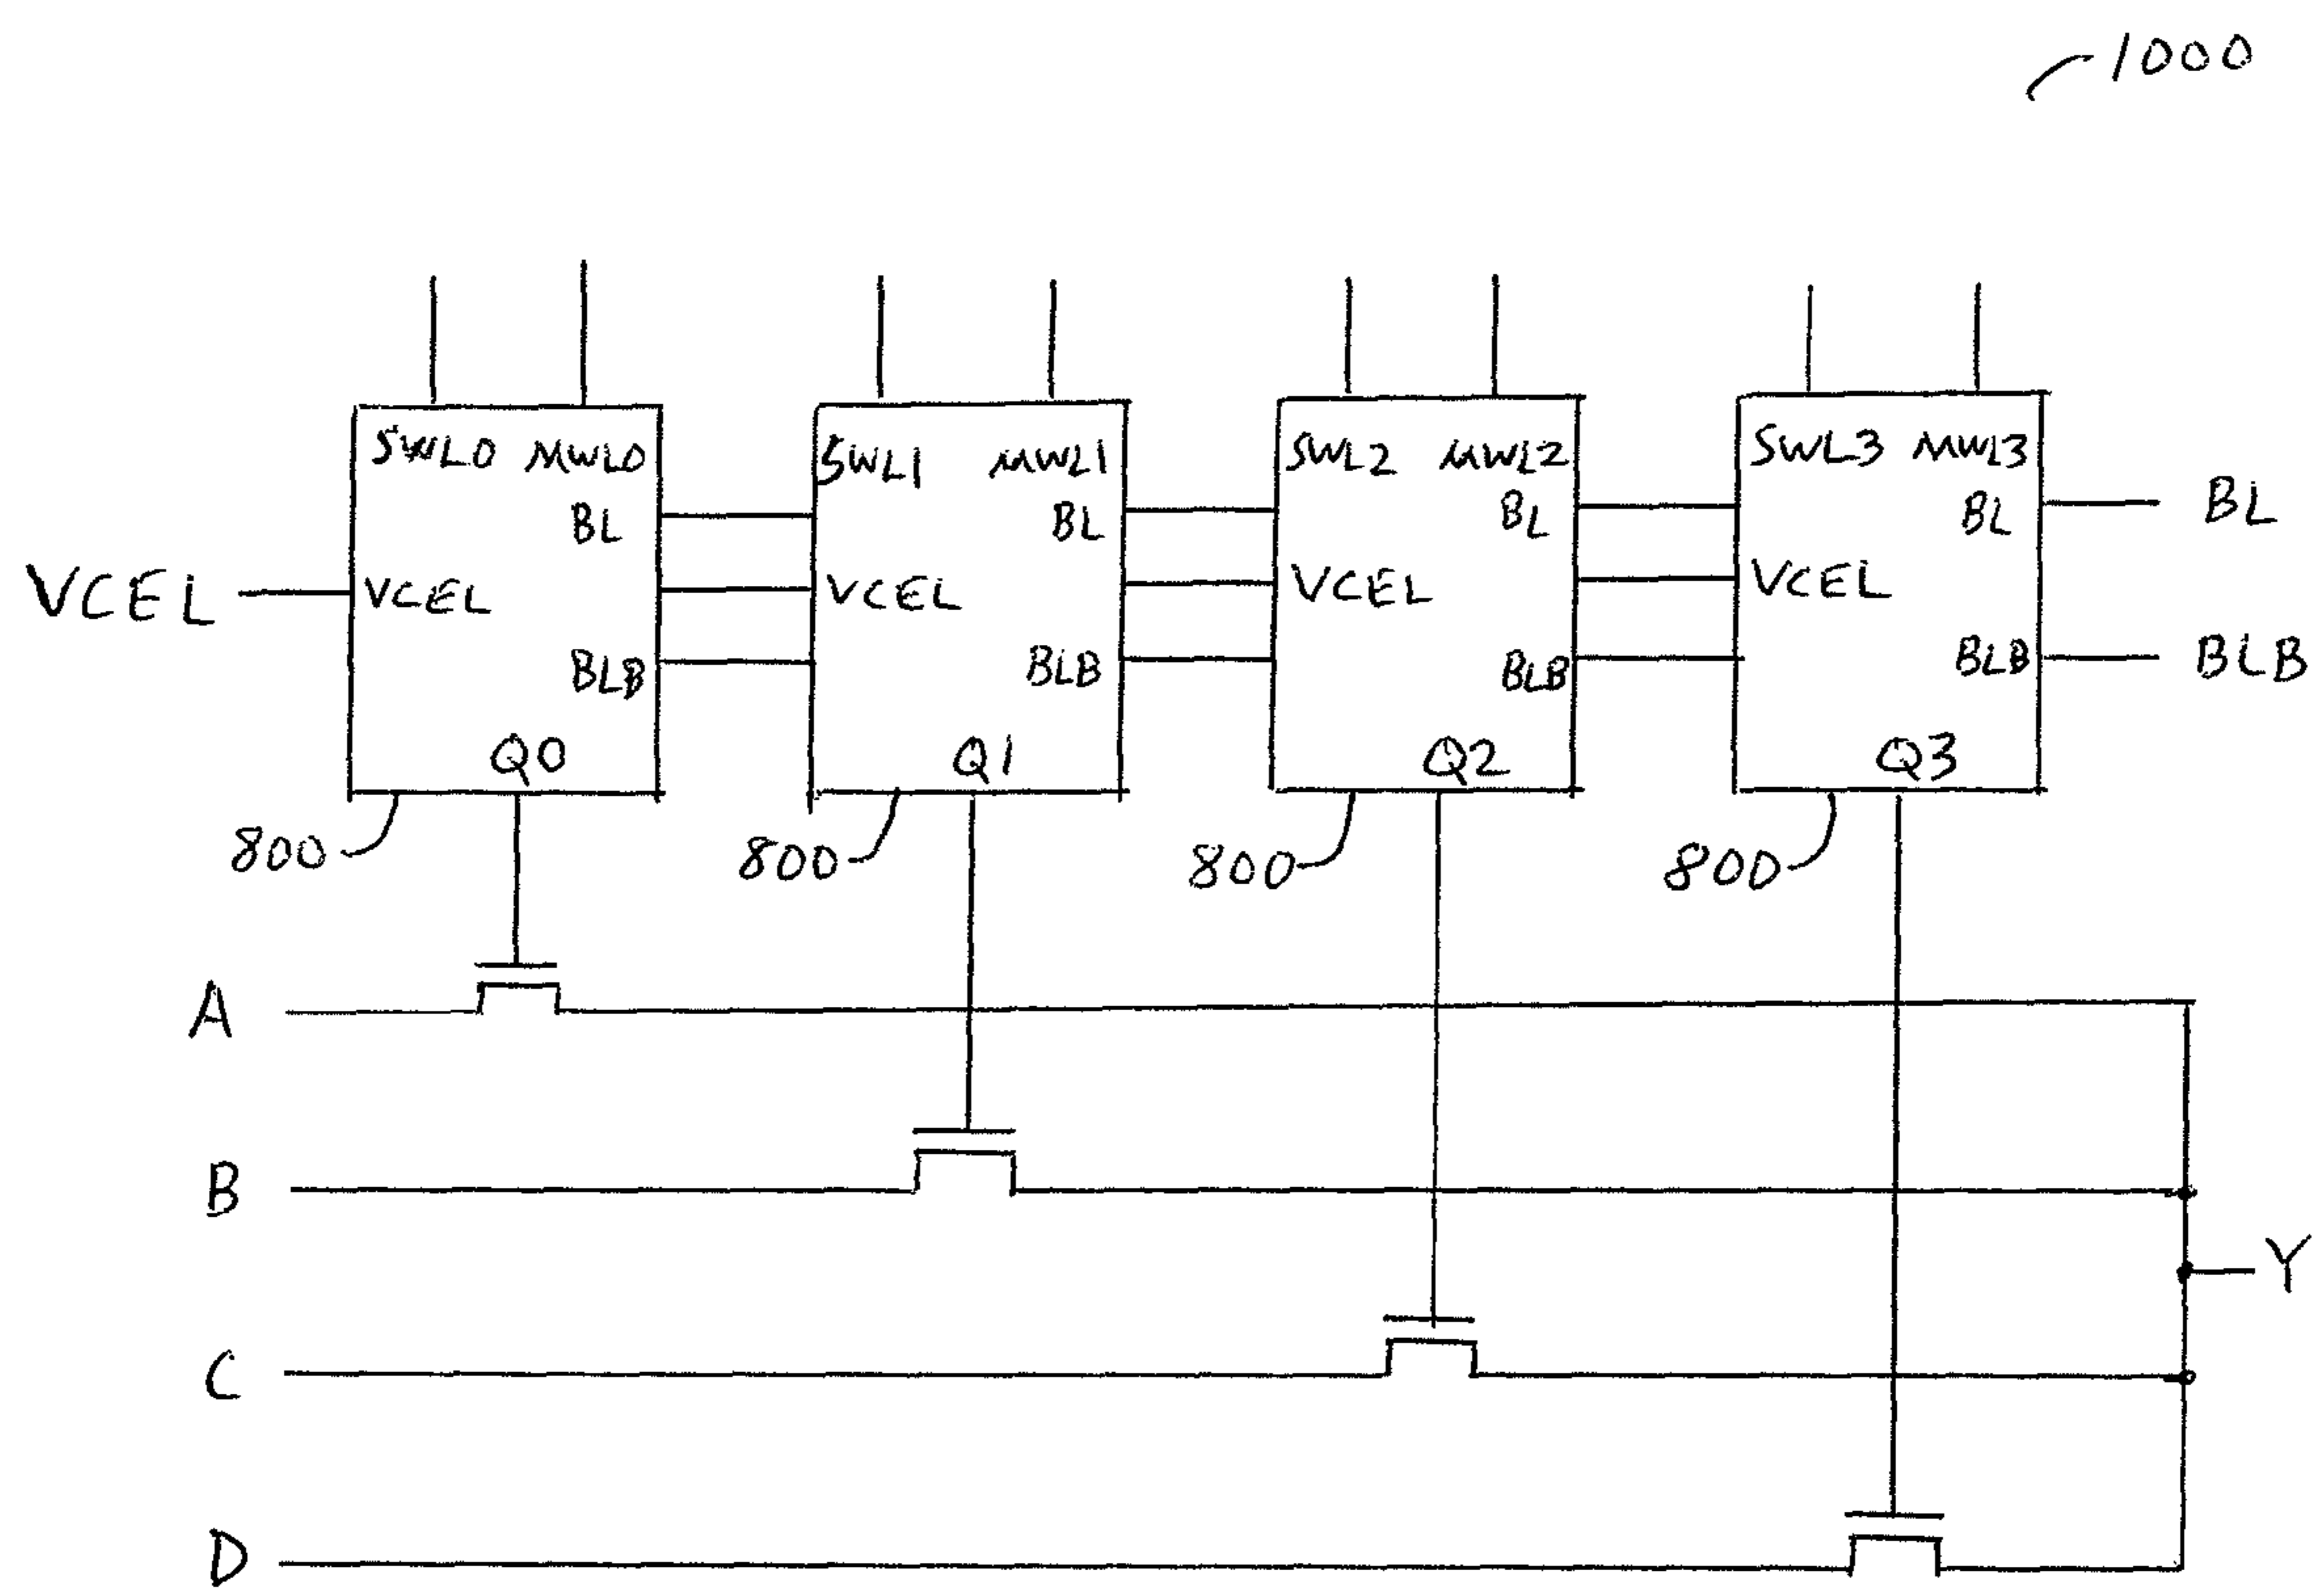 1000
SWL0 MWL0 SWL1 MWL1 SWL2 MWL2 SWL3 MWL3
BL BL BL BL BL
VCEL VCEL VCEL VCEL VCEL
BLB BLB BLB BLB BLB
Q0 Q1 Q2 Q3
800 800 800 800
A
B
Y
C
D